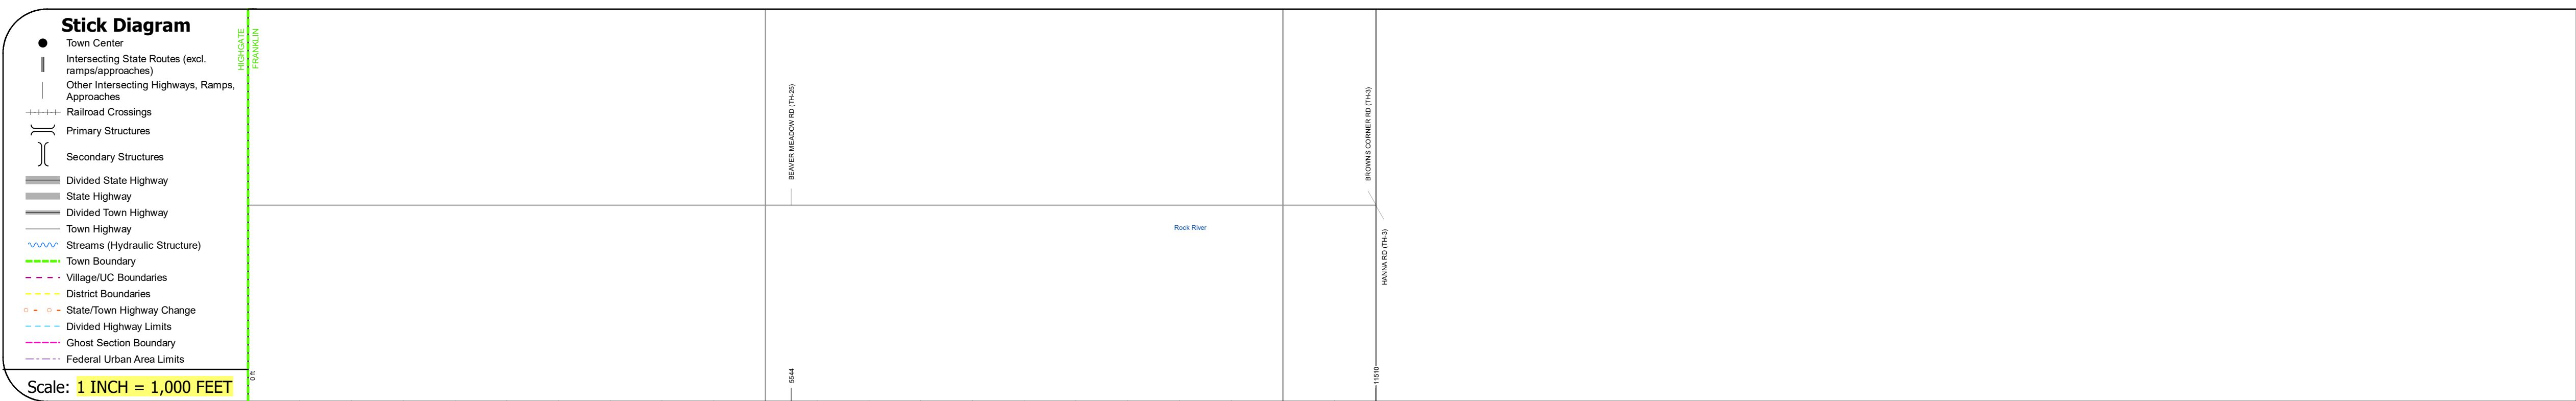 Stick Diagram
Town Center
Intersecting State Routes (excl.
ramps/approaches)
Other Intersecting Highways, Ramps,
Approaches
Railroad Crossings
Primary Structures
Secondary Structures
Divided State Highway
State Highway
Divided Town Highway
Town Highway
Streams (Hydraulic Structure)
Town Boundary
Village/UC Boundaries
District Boundaries
State/Town Highway Change
Divided Highway Limits
Ghost Section Boundary
Federal Urban Area Limits
Scale: 1 INCH = 1,000 FEET
HIGHGATE
FRANKLIN
0 ft
BEAVER MEADOW RD (TH-25)
5544
Rock River
BROWNS CORNER RD (TH-3)
HANNA RD (TH-3)
11510